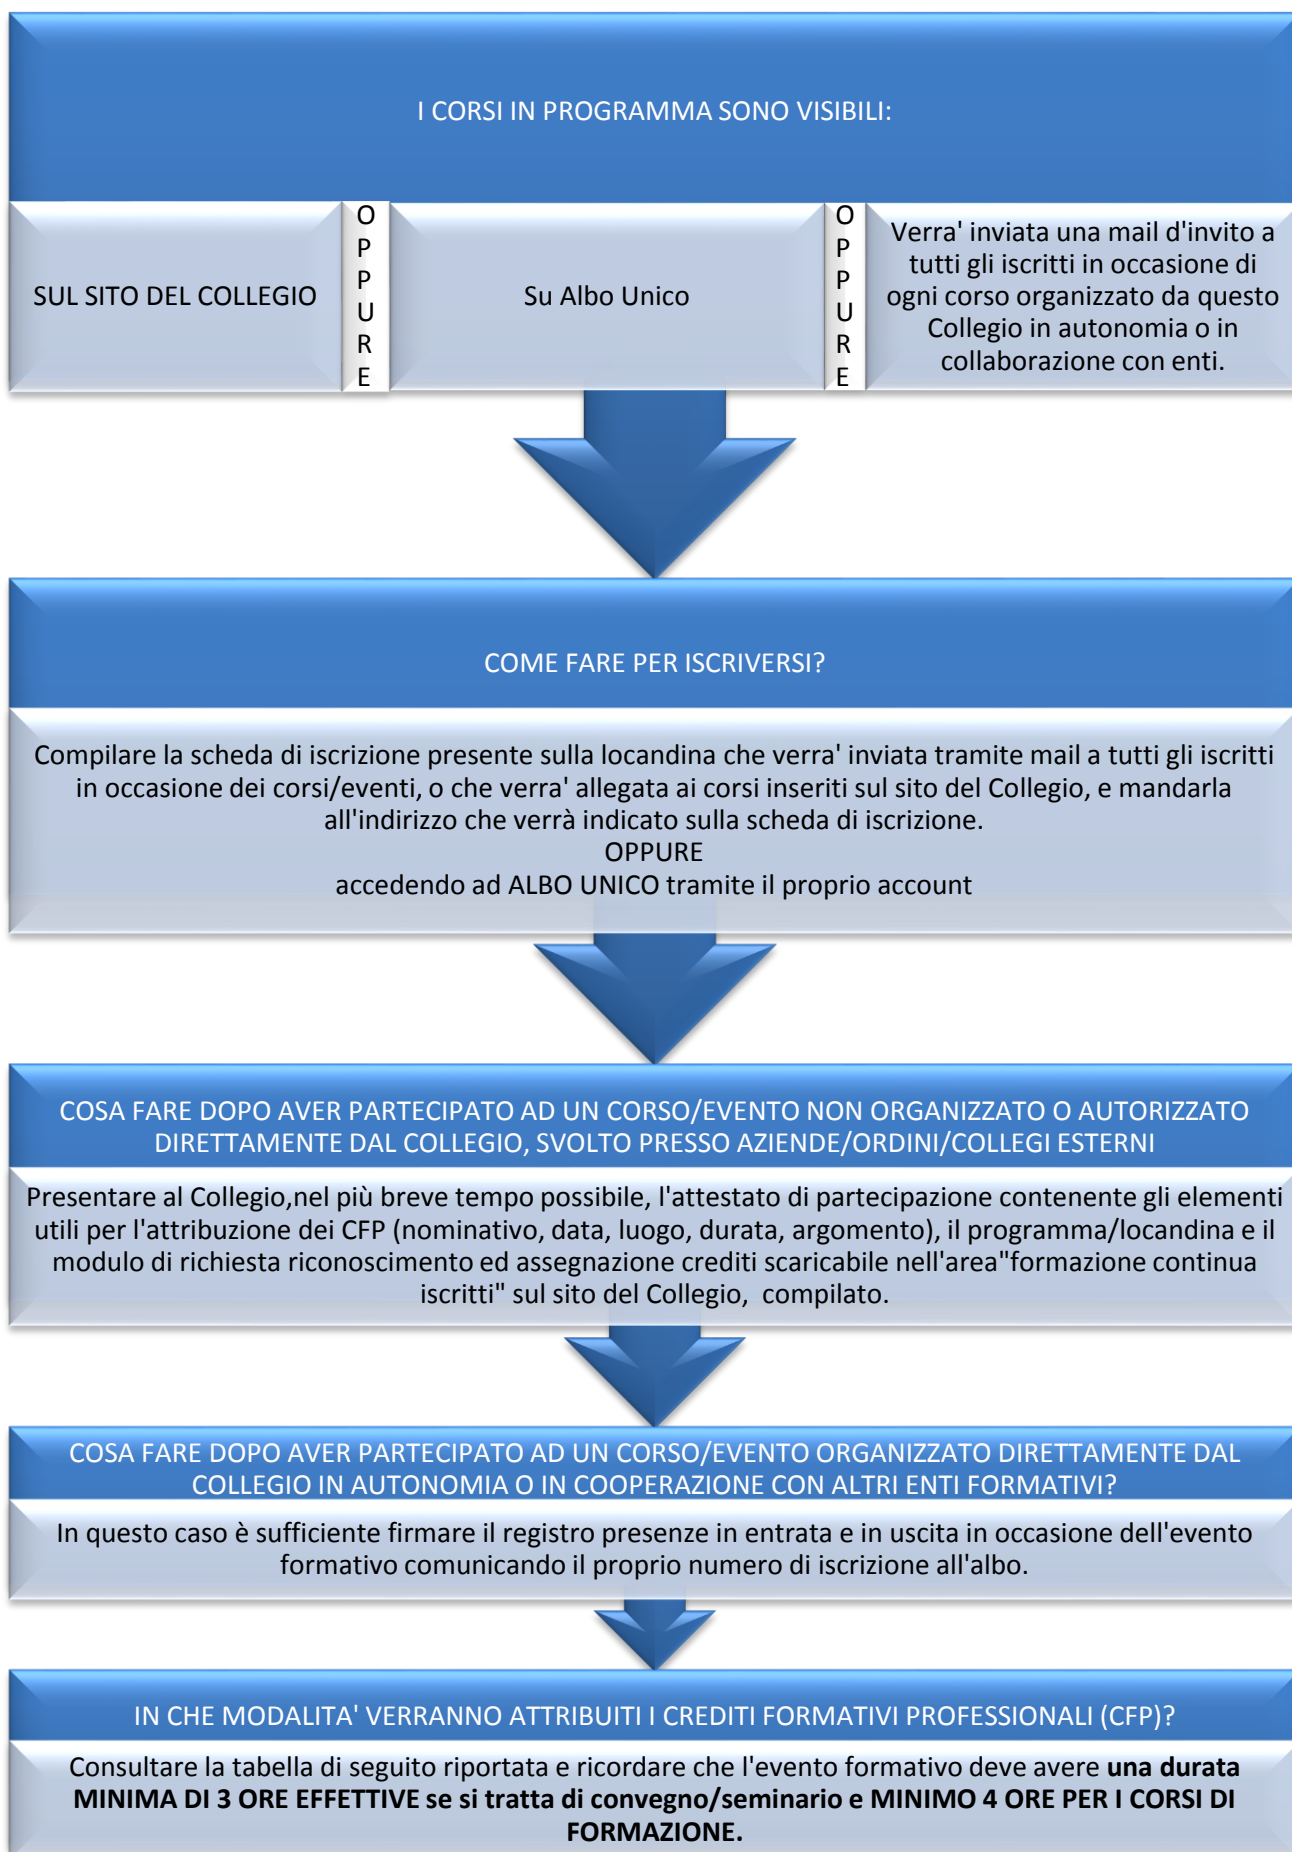 I CORSI IN PROGRAMMA SONO VISIBILI:
SUL SITO DEL COLLEGIO
O
P
P
U
R
E
Su Albo Unico
O
P
P
U
R
E
Verra' inviata una mail d'invito a
tutti gli iscritti in occasione di
ogni corso organizzato da questo
Collegio in autonomia o in
collaborazione con enti.
COME FARE PER ISCRIVERSI?
Compilare la scheda di iscrizione presente sulla locandina che verra' inviata tramite mail a tutti gli iscritti
in occasione dei corsi/eventi, o che verra' allegata ai corsi inseriti sul sito del Collegio, e mandarla
all'indirizzo che verrà indicato sulla scheda di iscrizione.
OPPURE
accedendo ad ALBO UNICO tramite il proprio account
COSA FARE DOPO AVER PARTECIPATO AD UN CORSO/EVENTO NON ORGANIZZATO O AUTORIZZATO
DIRETTAMENTE DAL COLLEGIO, SVOLTO PRESSO AZIENDE/ORDINI/COLLEGI ESTERNI
Presentare al Collegio,nel più breve tempo possibile, l'attestato di partecipazione contenente gli elementi
utili per l'attribuzione dei CFP (nominativo, data, luogo, durata, argomento), il programma/locandina e il
modulo di richiesta riconoscimento ed assegnazione crediti scaricabile nell'area"formazione continua
iscritti" sul sito del Collegio, compilato.
COSA FARE DOPO AVER PARTECIPATO AD UN CORSO/EVENTO ORGANIZZATO DIRETTAMENTE DAL
COLLEGIO IN AUTONOMIA O IN COOPERAZIONE CON ALTRI ENTI FORMATIVI?
In questo caso è sufficiente firmare il registro presenze in entrata e in uscita in occasione dell'evento
formativo comunicando il proprio numero di iscrizione all'albo.
IN CHE MODALITA' VERRANNO ATTRIBUITI I CREDITI FORMATIVI PROFESSIONALI (CFP)?
Consultare la tabella di seguito riportata e ricordare che l'evento formativo deve avere una durata
MINIMA DI 3 ORE EFFETTIVE se si tratta di convegno/seminario e MINIMO 4 ORE PER I CORSI DI
FORMAZIONE.